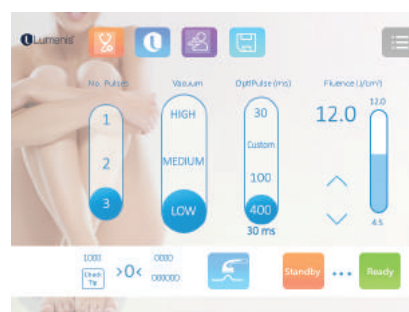 Lumenis
No. Pulses Vacuum OptiPulse (ms) Fluence (J/cm²)
1 HIGH 30 12.0 12.0
Custom
2 MEDIUM 100
3 LOW 400 4.5
30 ms
1000 0000
Check Tip >0< 000000
Standby ... Ready